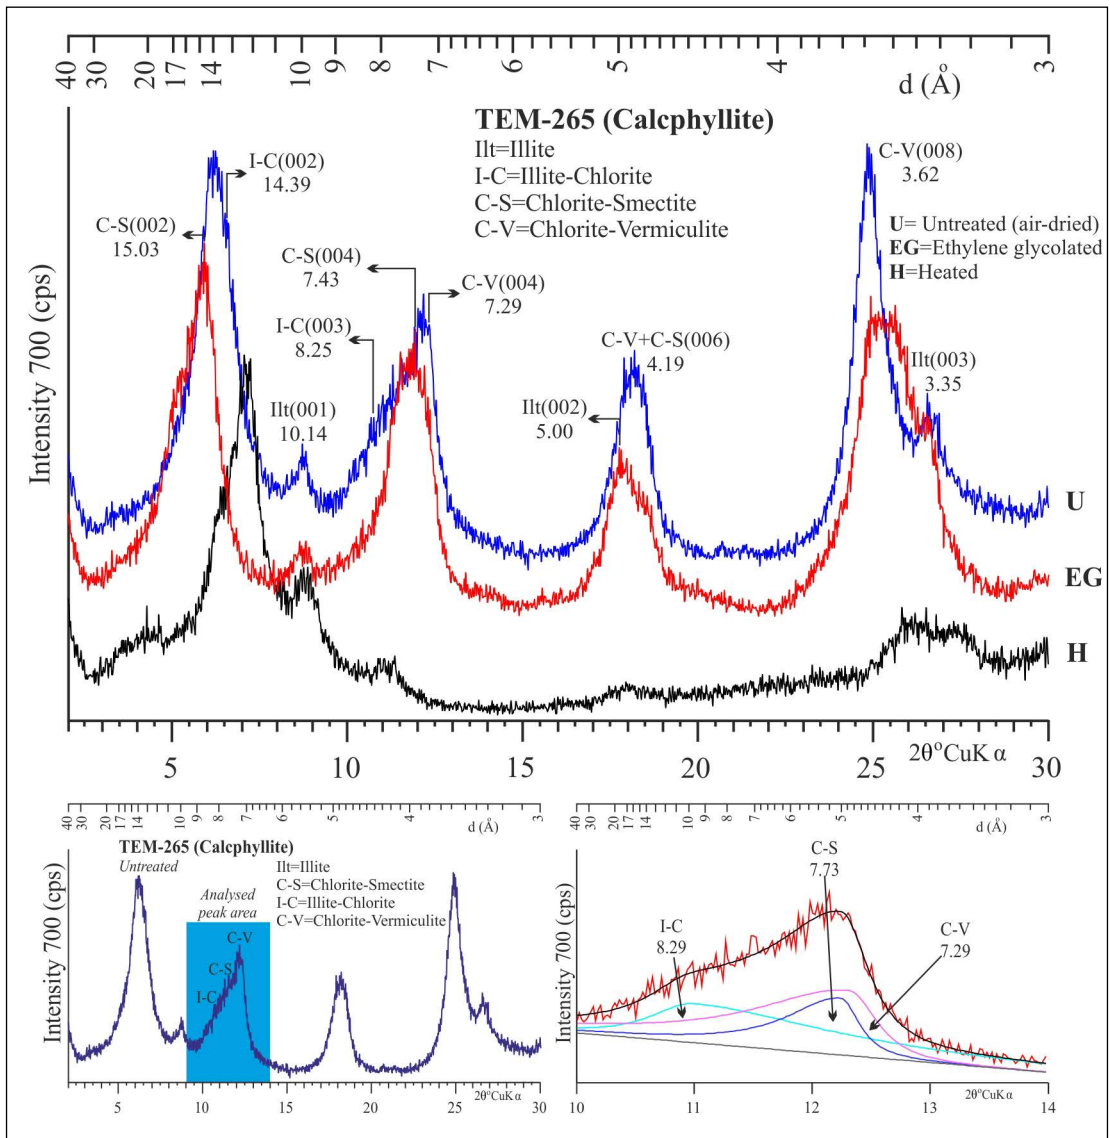 40 30 20 17 14 10 9 8 7 6 5 4 3
d (Å)
TEM-265 (Calcphyllite)
Ilt=Illite
I-C=Illite-Chlorite
C-S=Chlorite-Smectite
C-V=Chlorite-Vermiculite
U= Untreated (air-dried)
EG=Ethylene glycolated
H=Heated
C-S(002)
15.03
I-C(002)
14.39
C-S(004)
7.43
I-C(003)
8.25
Ilt(001)
10.14
C-V(004)
7.29
Ilt(002)
5.00
C-V+C-S(006)
4.19
C-V(008)
3.62
Ilt(003)
3.35
U
EG
H
Intensity 700 (cps)
5 10 15 20 25 30
2θ°CuK α
40 30 20 17 14 10 9 8 7 6 5 4 3
d (Å)
TEM-265 (Calcphyllite)
Untreated
Ilt=Illite
C-S=Chlorite-Smectite
I-C=Illite-Chlorite
C-V=Chlorite-Vermiculite
Analysed
peak area
C-V
C-S
I-C
Intensity 700 (cps)
5 10 15 20 25 30
2θ°CuK α
40 30 20 17 14 10 9 8 7 6 5 4 3
d (Å)
C-S
7.73
I-C
8.29
C-V
7.29
Intensity 700 (cps)
10 11 12 13 14
2θ°CuK α